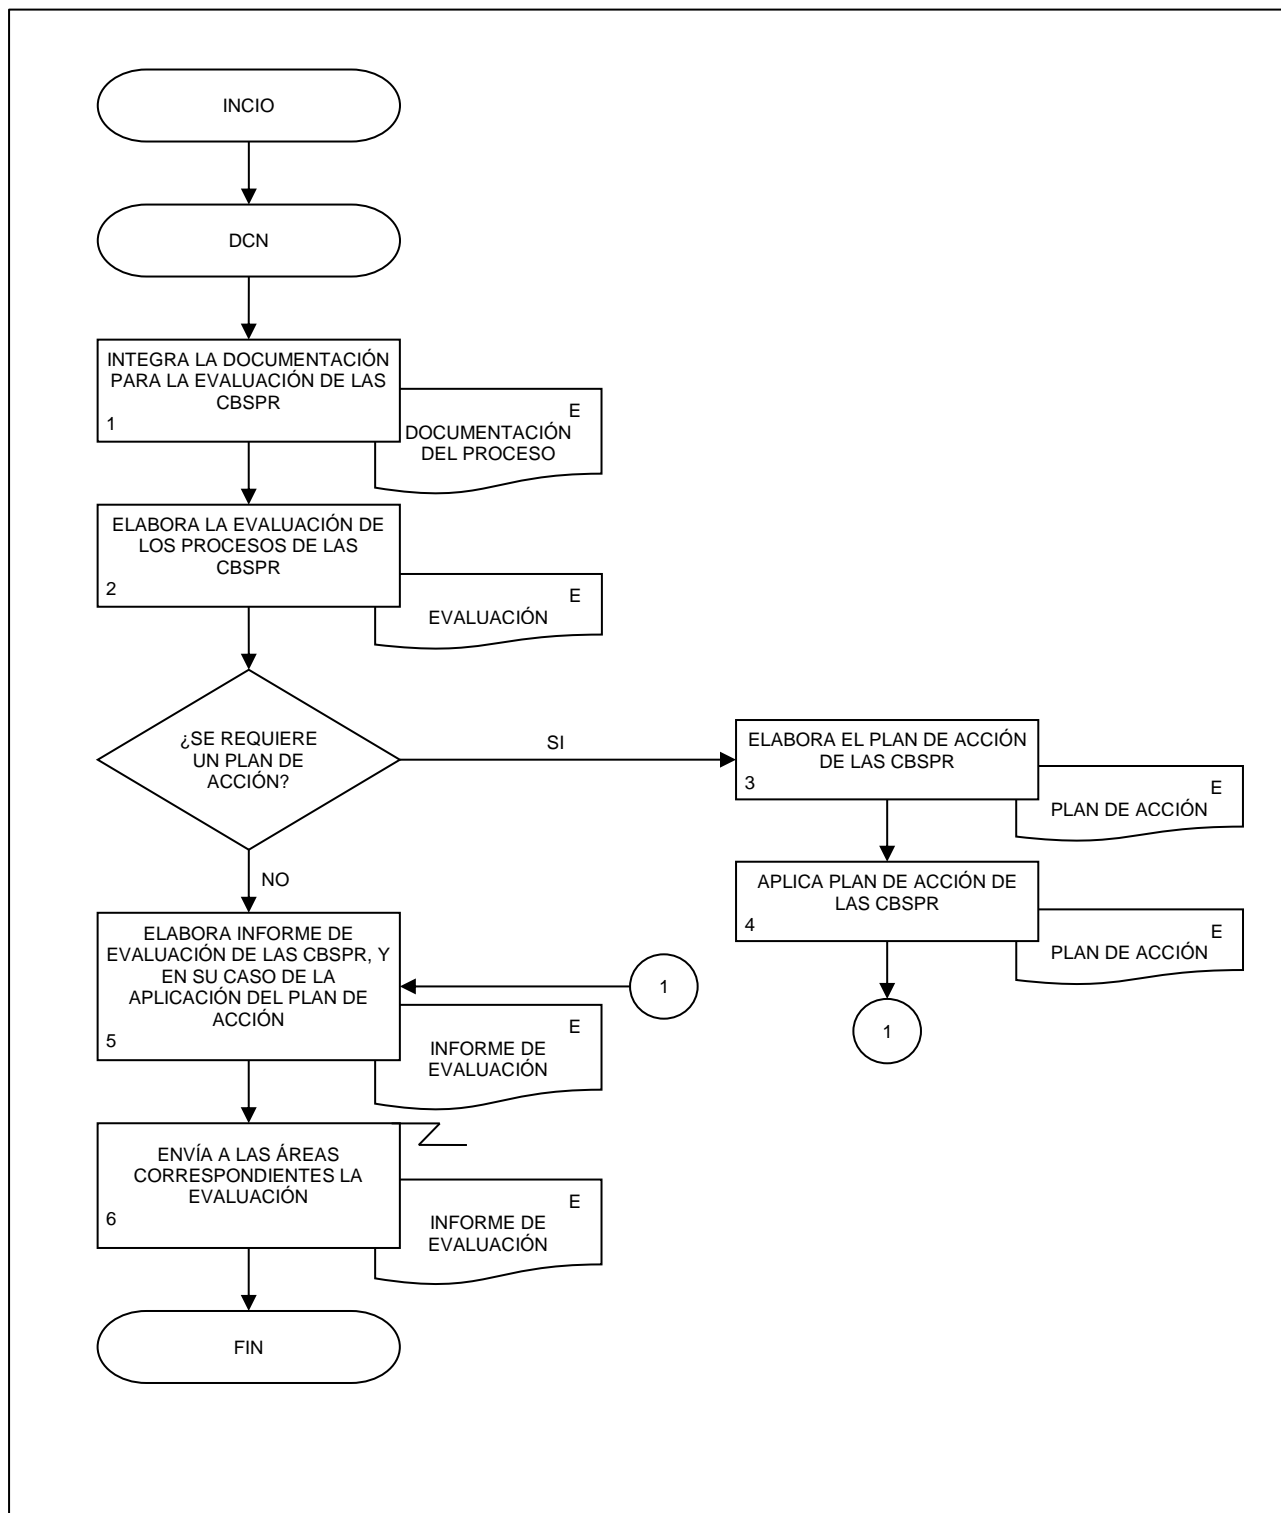 INCIO
DCN
INTEGRA LA DOCUMENTACIÓN
PARA LA EVALUACIÓN DE LAS
CBSPR
1
E
DOCUMENTACIÓN
DEL PROCESO
ELABORA LA EVALUACIÓN DE
LOS PROCESOS DE LAS
CBSPR
2
E
EVALUACIÓN
¿SE REQUIERE
UN PLAN DE
ACCIÓN?
SI
NO
ELABORA EL PLAN DE ACCIÓN
DE LAS CBSPR
3
E
PLAN DE ACCIÓN
APLICA PLAN DE ACCIÓN DE
LAS CBSPR
4
E
PLAN DE ACCIÓN
1
ELABORA INFORME DE
EVALUACIÓN DE LAS CBSPR, Y
EN SU CASO DE LA
APLICACIÓN DEL PLAN DE
ACCIÓN
5
1
E
INFORME DE
EVALUACIÓN
ENVÍA A LAS ÁREAS
CORRESPONDIENTES LA
EVALUACIÓN
6
E
INFORME DE
EVALUACIÓN
FIN